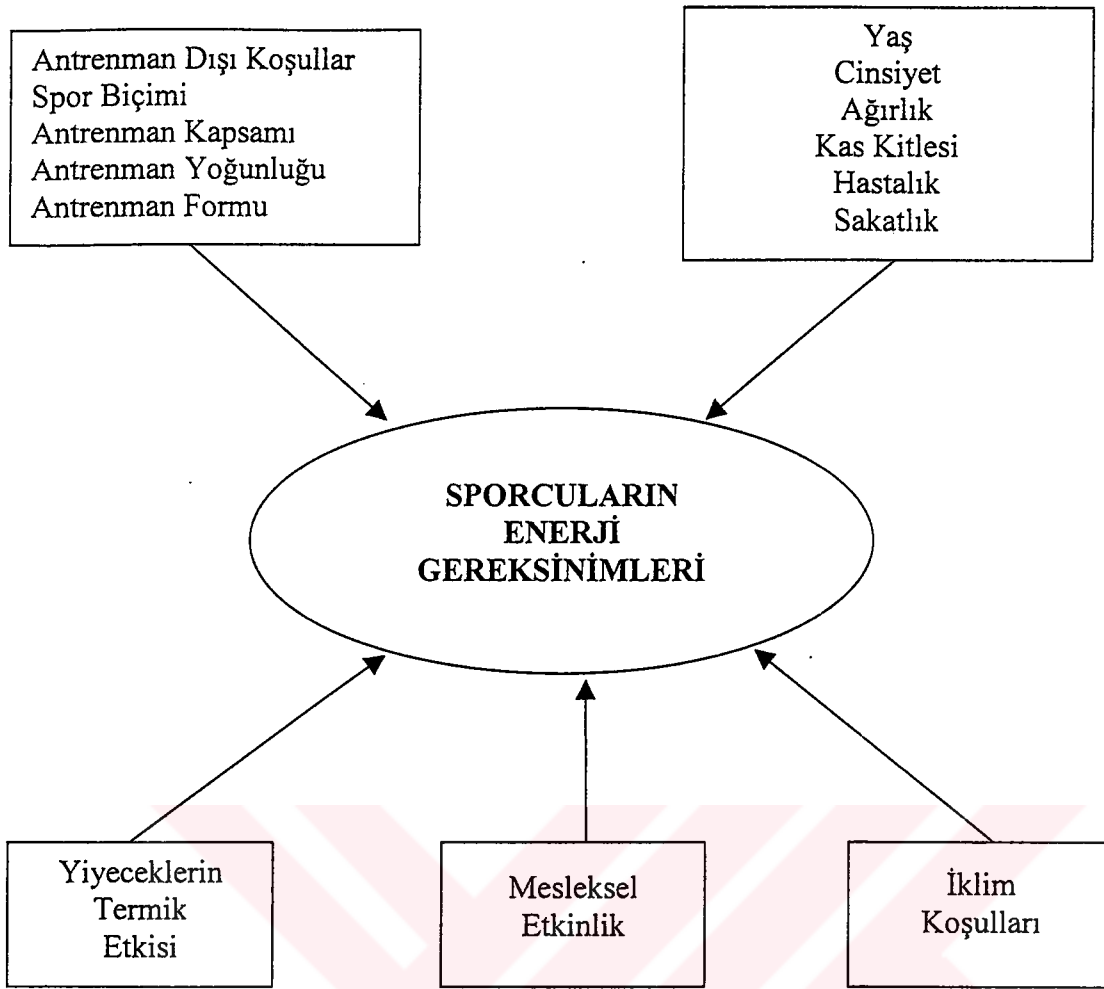 Antrenman Dışı Koşullar
Spor Biçimi
Antrenman Kapsamı
Antrenman Yoğunluğu
Antrenman Formu
Yaş
Cinsiyet
Ağırlık
Kas Kitlesi
Hastalık
Sakatlık
SPORCULARIN
ENERJİ
GEREKSİNİMLERİ
Yiyeceklerin
Termik
Etkisi
Mesleksel
Etkinlik
İklim
Koşulları